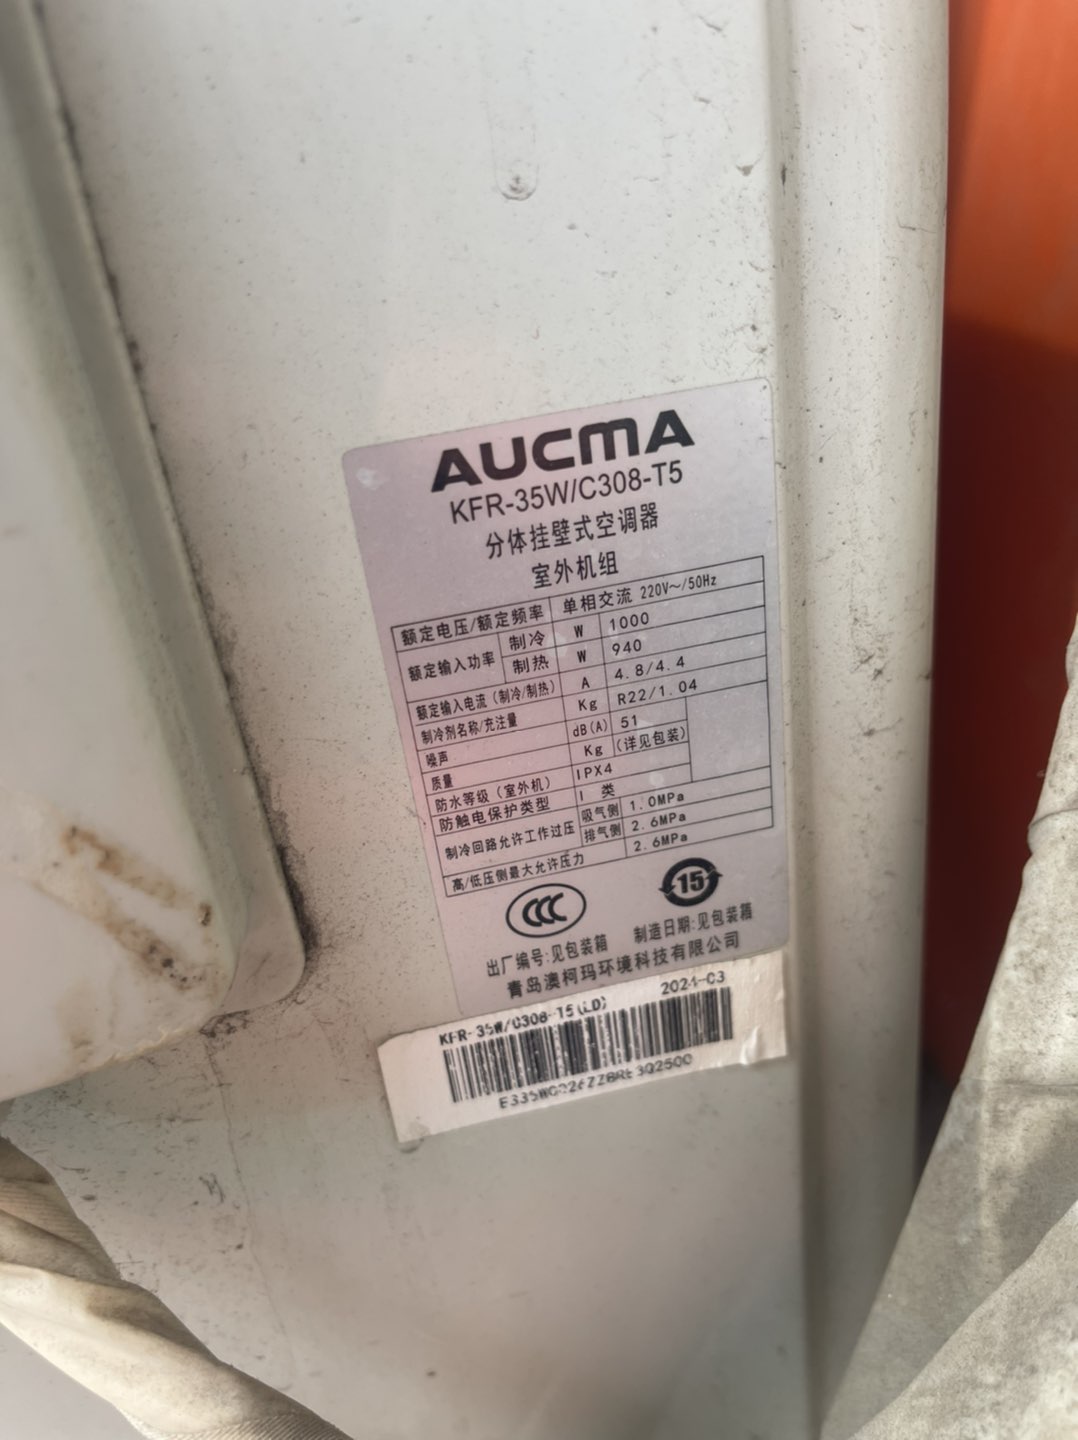 AUCMA
KFR-35W/C308-T5
分体挂壁式空调器
室外机组
额定电压/额定频率 单相交流 220V～/50Hz
额定输入功率 制冷 W 1000
制热 W 940
额定输入电流（制冷/制热） A 4.8/4.4
制冷剂名称/充注量 Kg R22/1.04
噪声 dB(A) 51
质量 Kg (详见包装)
防水等级（室外机） IPX4
防触电保护类型 I 类
制冷回路允许工作过压 吸气侧 1.0MPa
排气侧 2.6MPa
高/低压侧最大允许压力 2.6MPa
CCC
15
出厂编号:见包装箱 制造日期:见包装箱
青岛澳柯玛环境科技有限公司
KFR-35W/C308-T5(LD)